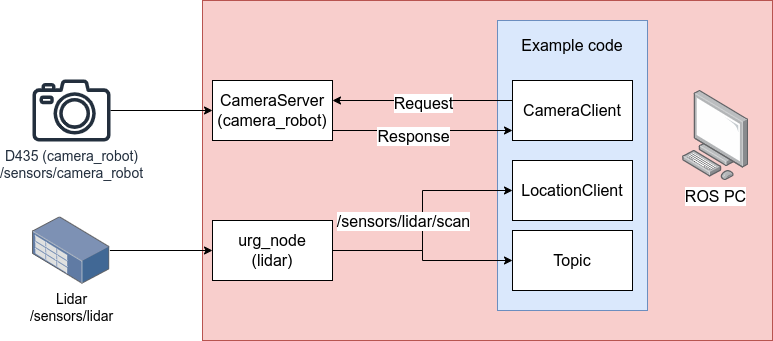 Example code
CameraServer
(camera_robot)
Request
Response
CameraClient
D435 (camera_robot)
/sensors/camera_robot
LocationClient
ROS PC
/sensors/lidar/scan
urg_node
(lidar)
Topic
Lidar
/sensors/lidar